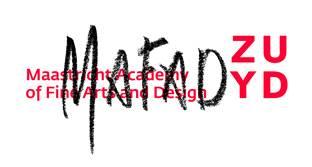 MAFAD
ZU
YD
Maastricht Academy
of Fine Arts and Design